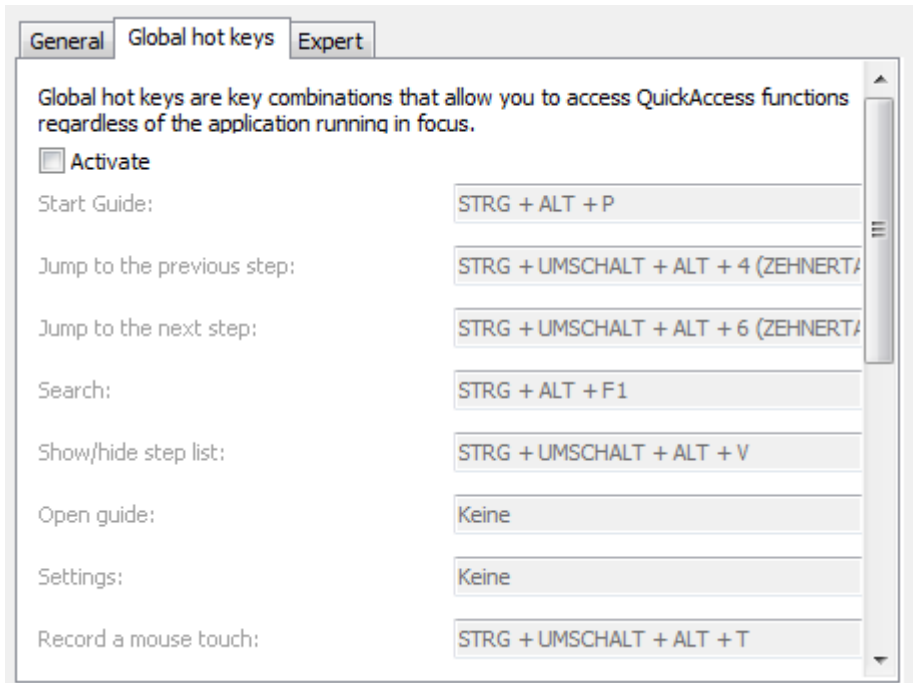 General Global hot keys Expert
Global hot keys are key combinations that allow you to access QuickAccess functions
regardless of the application running in focus.
Activate
Start Guide: STRG + ALT + P
Jump to the previous step: STRG + UMSCHALT + ALT + 4 (ZEHNERTA
Jump to the next step: STRG + UMSCHALT + ALT + 6 (ZEHNERTA
Search: STRG + ALT + F1
Show/hide step list: STRG + UMSCHALT + ALT + V
Open guide: Keine
Settings: Keine
Record a mouse touch: STRG + UMSCHALT + ALT + T